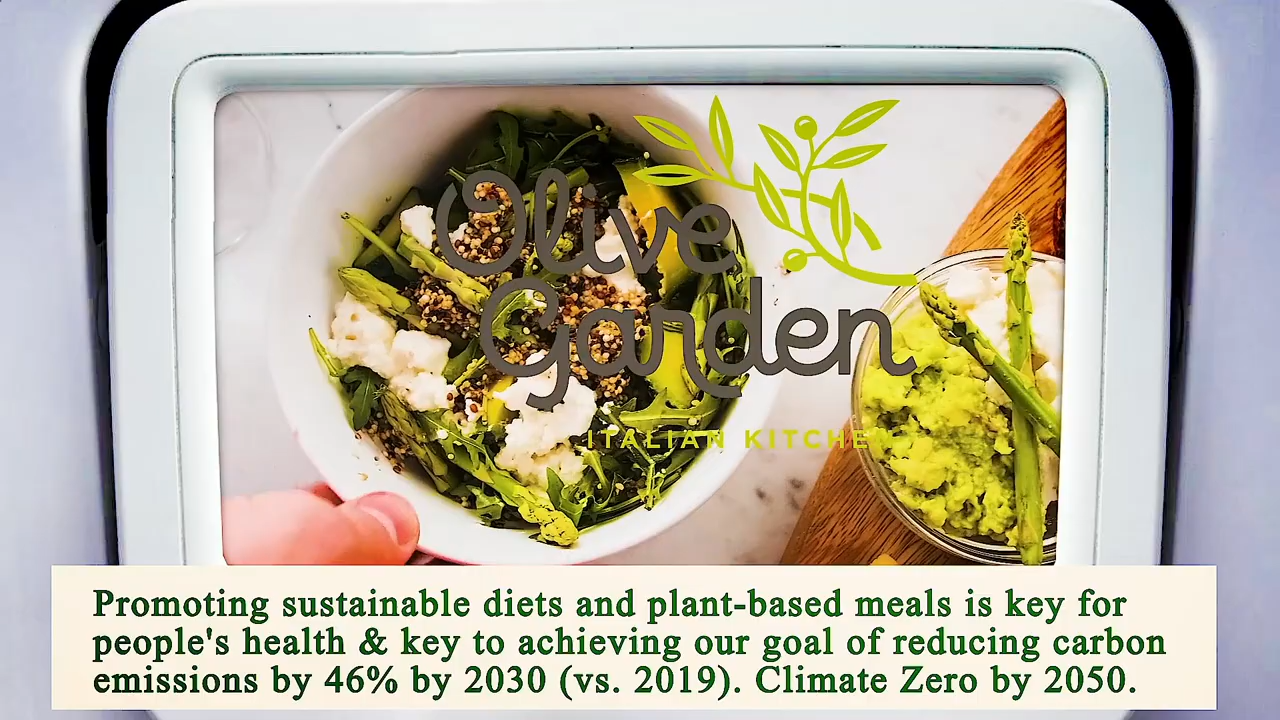 Olive
Garden
ITALIAN KITCHEN
Promoting sustainable diets and plant-based meals is key for
people's health & key to achieving our goal of reducing carbon
emissions by 46% by 2030 (vs. 2019). Climate Zero by 2050.